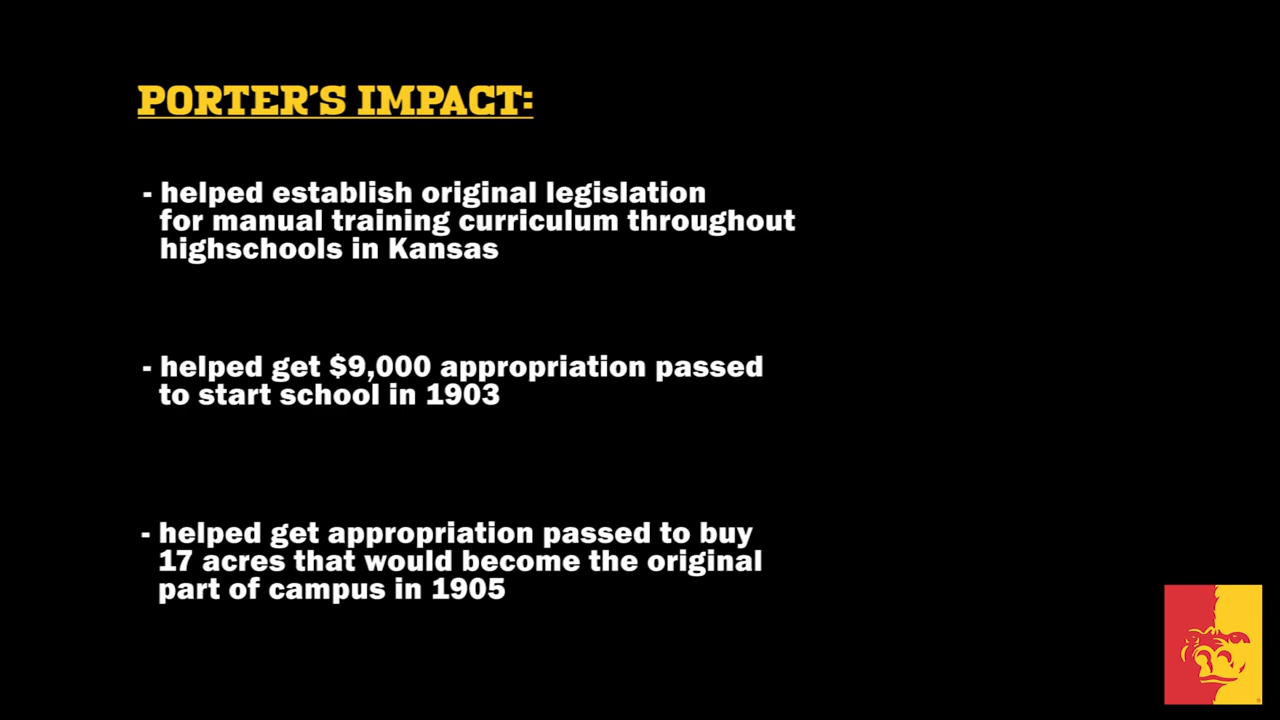 PORTER'S IMPACT:
- helped establish original legislation
for manual training curriculum throughout
highschools in Kansas
- helped get $9,000 appropriation passed
to start school in 1903
- helped get appropriation passed to buy
17 acres that would become the original
part of campus in 1905